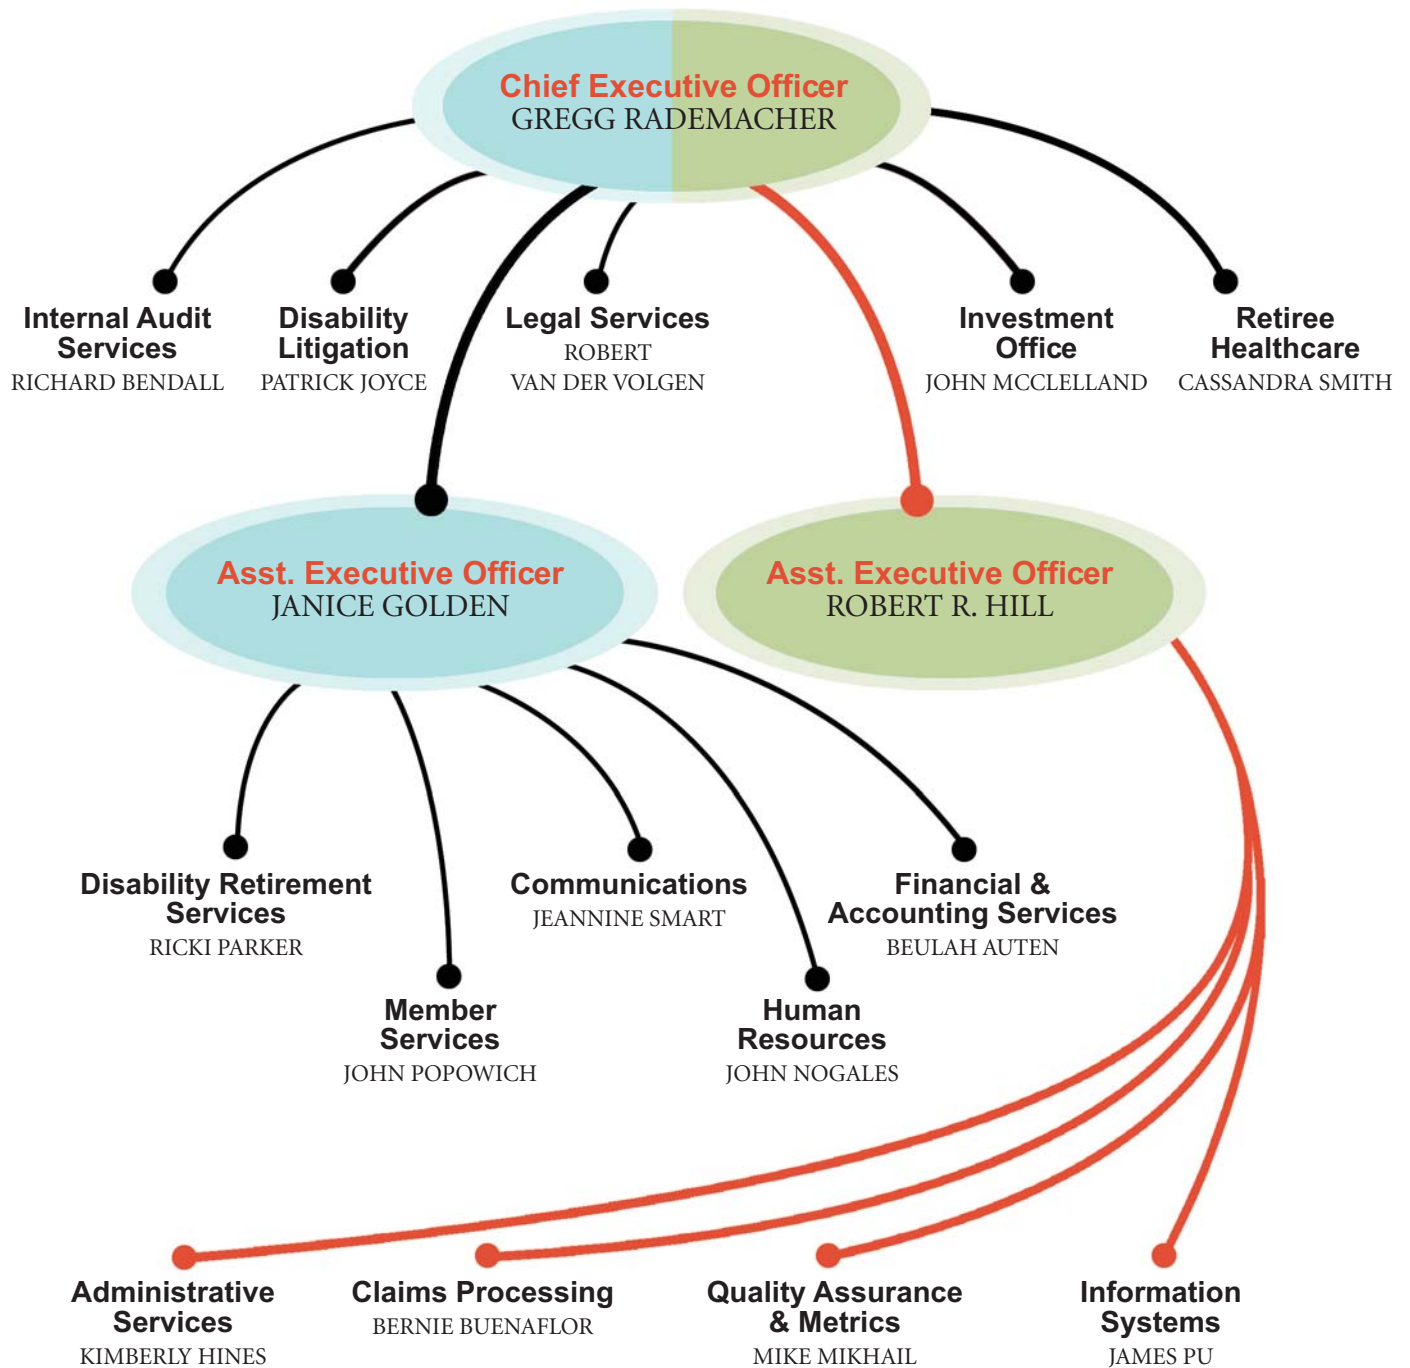 Chief Executive Officer
GREGG RADEMACHER
Internal Audit
Services
RICHARD BENDALL
Disability
Litigation
PATRICK JOYCE
Legal Services
ROBERT
VAN DER VOLGEN
Investment
Office
JOHN MCCLELLAND
Retiree
Healthcare
CASSANDRA SMITH
Asst. Executive Officer
JANICE GOLDEN
Asst. Executive Officer
ROBERT R. HILL
Disability Retirement
Services
RICKI PARKER
Member
Services
JOHN POPOWICH
Communications
JEANNINE SMART
Human
Resources
JOHN NOGALES
Financial &
Accounting Services
BEULAH AUTEN
Administrative
Services
KIMBERLY HINES
Claims Processing
BERNIE BUENAFLOR
Quality Assurance
& Metrics
MIKE MIKHAIL
Information
Systems
JAMES PU